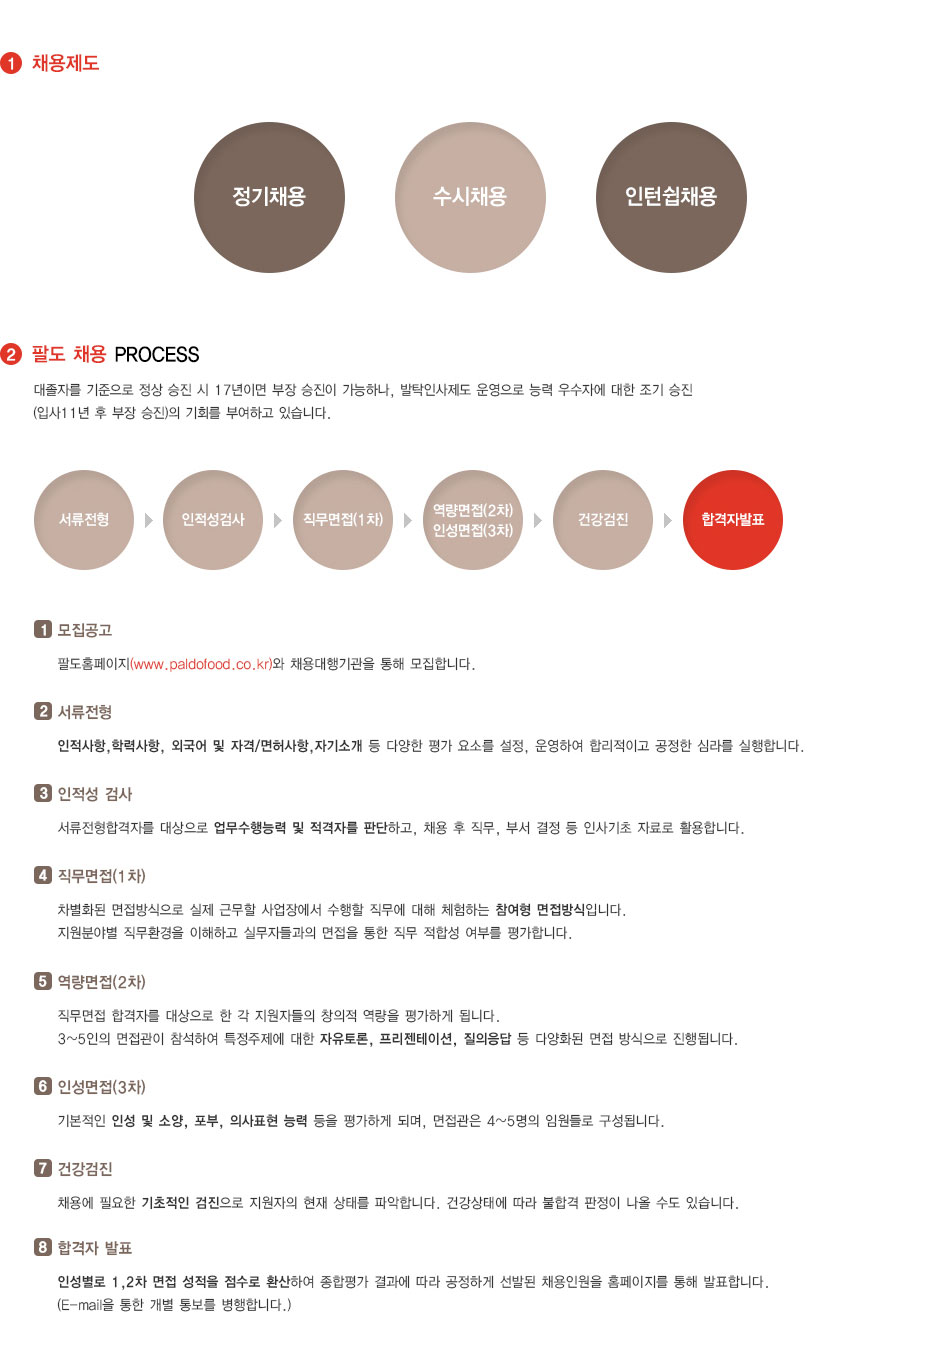 1 채용제도
정기채용
수시채용
인턴쉽채용
2 팔도 채용 PROCESS
대졸자를 기준으로 정상 승진 시 17년이면 부장 승진이 가능하나, 발탁인사제도 운영으로 능력 우수자에 대한 조기 승진
(입사11년 후 부장 승진)의 기회를 부여하고 있습니다.
서류전형
인적성검사
직무면접(1차)
역량면접(2차)
인성면접(3차)
건강검진
합격자발표
1 모집공고
팔도홈페이지(www.paldofood.co.kr)와 채용대행기관을 통해 모집합니다.
2 서류전형
인적사항,학력사항, 외국어 및 자격/면허사항,자기소개 등 다양한 평가 요소를 설정, 운영하여 합리적이고 공정한 심라를 실행합니다.
3 인적성 검사
서류전형합격자를 대상으로 업무수행능력 및 적격자를 판단하고, 채용 후 직무, 부서 결정 등 인사기초 자료로 활용합니다.
4 직무면접(1차)
차별화된 면접방식으로 실제 근무할 사업장에서 수행할 직무에 대해 체험하는 참여형 면접방식입니다.
지원분야별 직무환경을 이해하고 실무자들과의 면접을 통한 직무 적합성 여부를 평가합니다.
5 역량면접(2차)
직무면접 합격자를 대상으로 한 각 지원자들의 창의적 역량을 평가하게 됩니다.
3~5인의 면접관이 참석하여 특정주제에 대한 자유토론, 프리젠테이션, 질의응답 등 다양화된 면접 방식으로 진행됩니다.
6 인성면접(3차)
기본적인 인성 및 소양, 포부, 의사표현 능력 등을 평가하게 되며, 면접관은 4~5명의 임원들로 구성됩니다.
7 건강검진
채용에 필요한 기초적인 검진으로 지원자의 현재 상태를 파악합니다. 건강상태에 따라 불합격 판정이 나올 수도 있습니다.
8 합격자 발표
인성별로 1,2차 면접 성적을 점수로 환산하여 종합평가 결과에 따라 공정하게 선발된 채용인원을 홈페이지를 통해 발표합니다.
(E-mail을 통한 개별 통보를 병행합니다.)